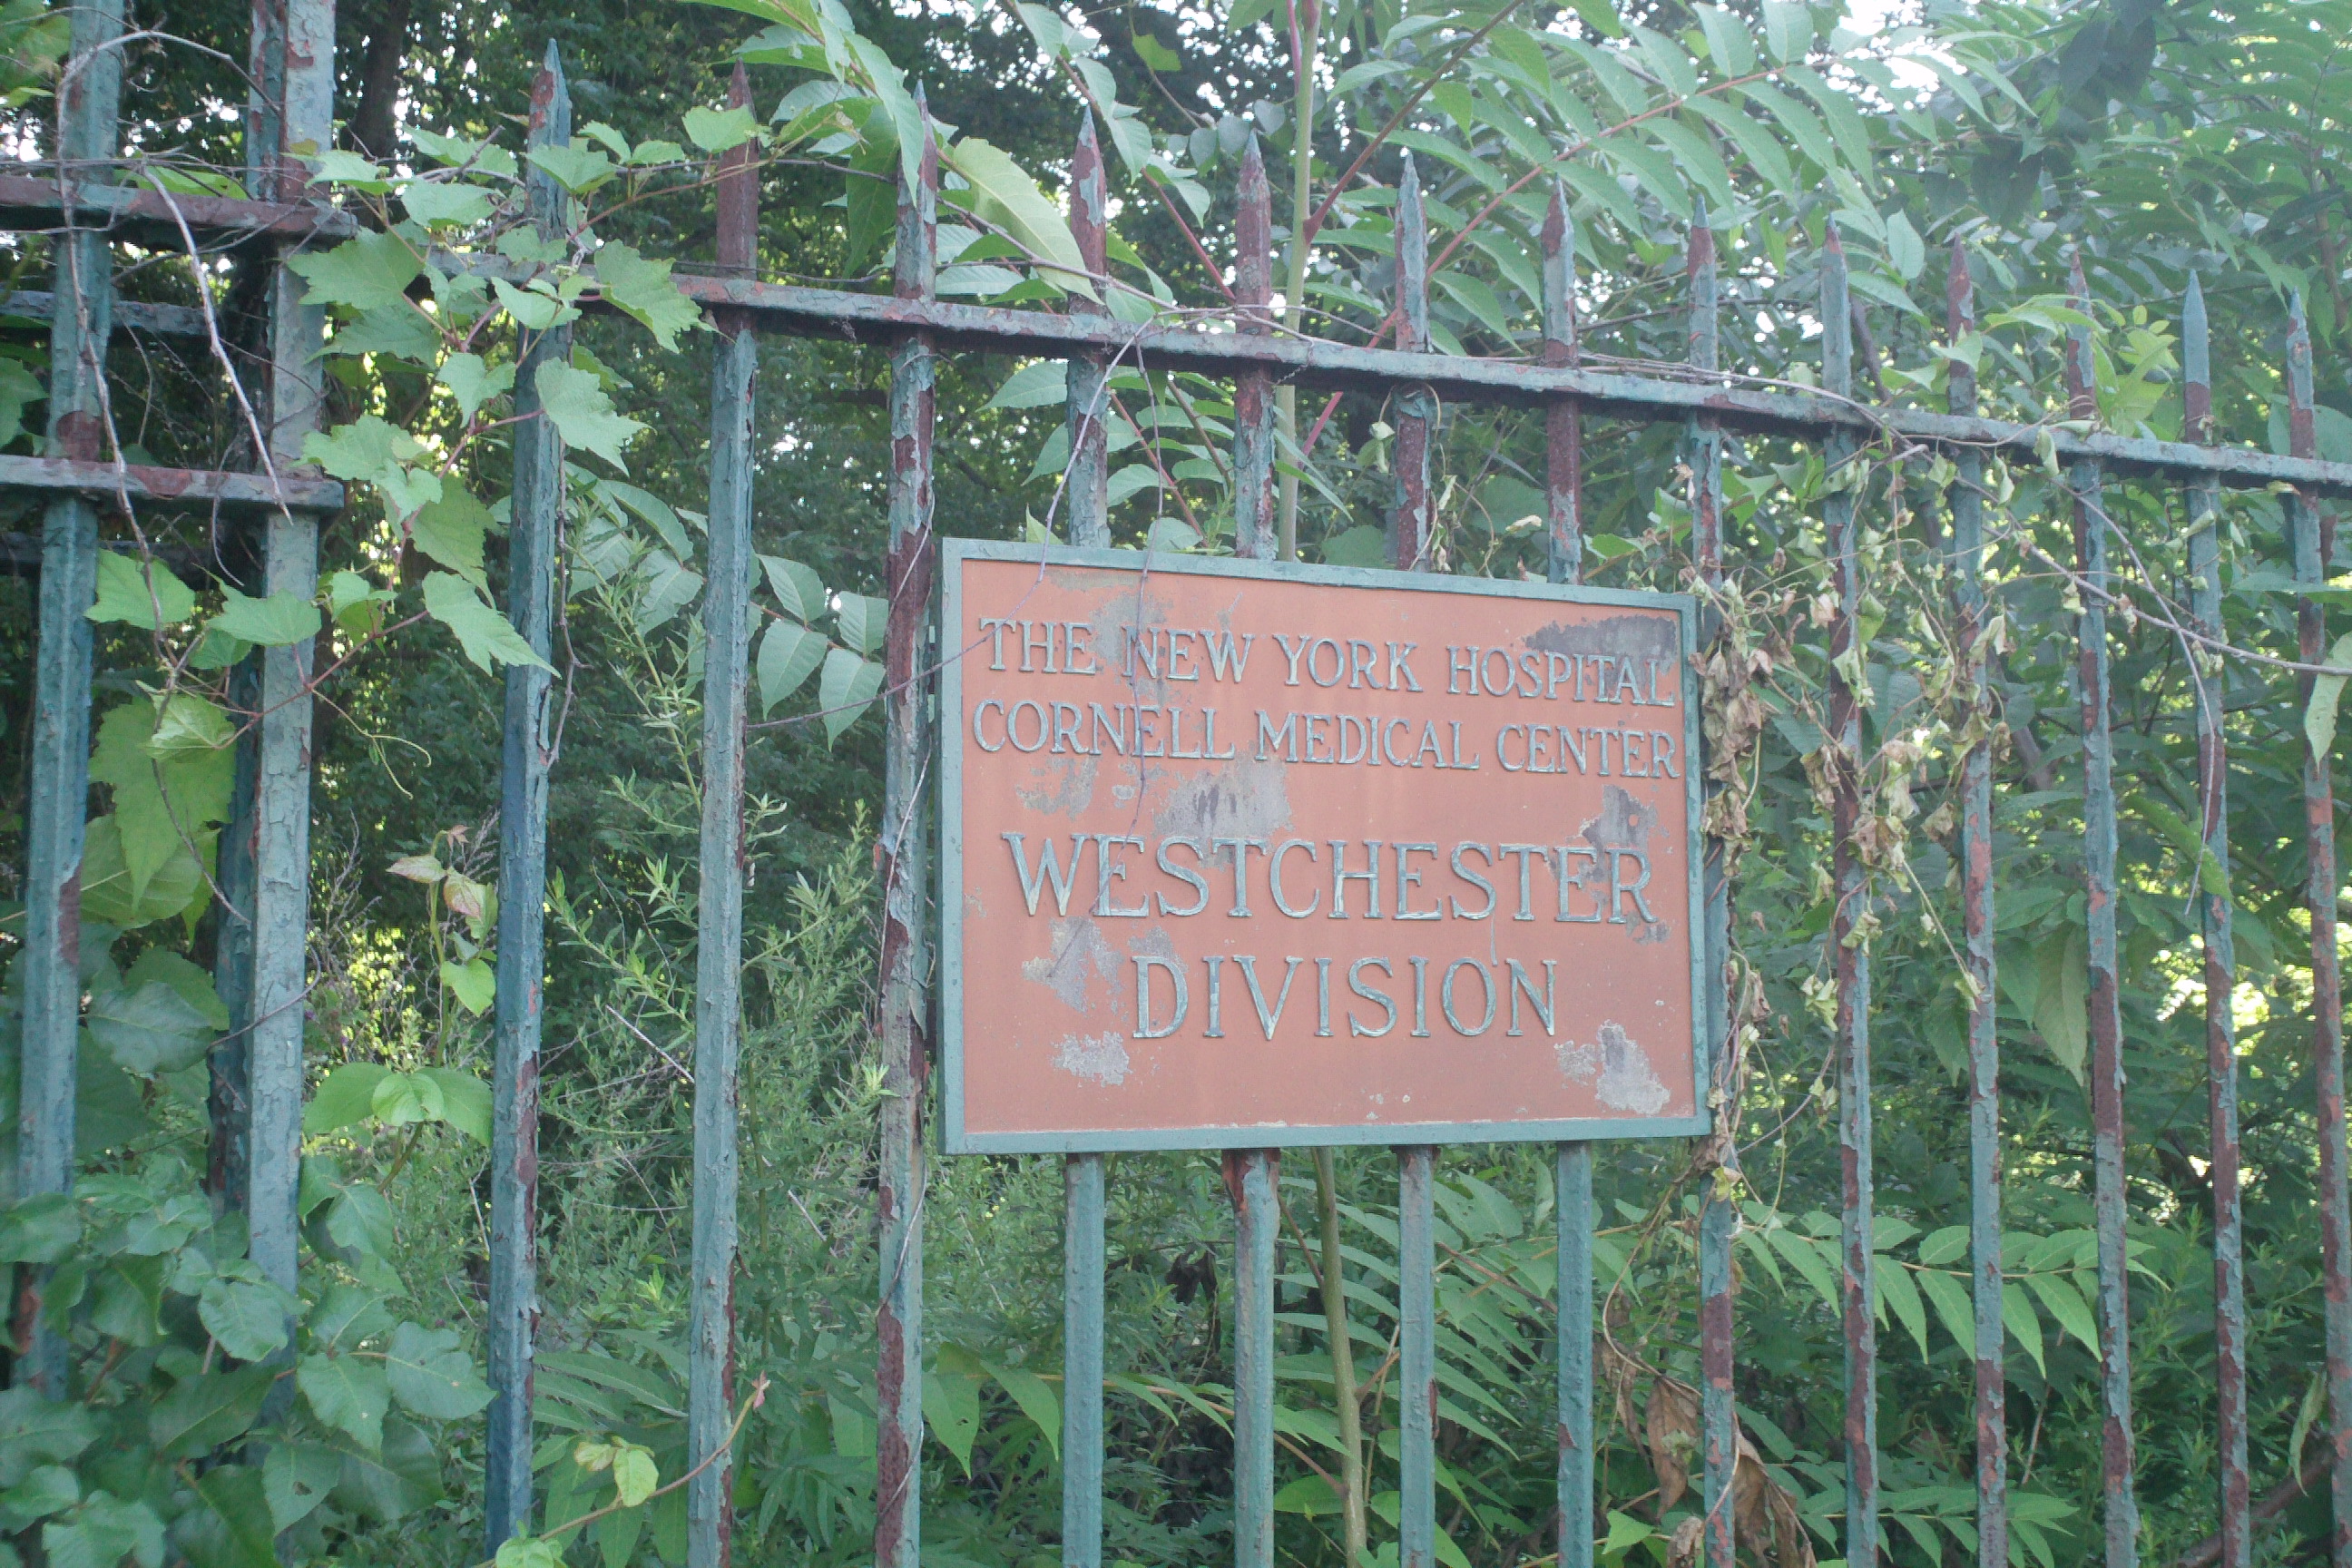 THE NEW YORK HOSPITAL
CORNELL MEDICAL CENTER
WESTCHESTER
DIVISION